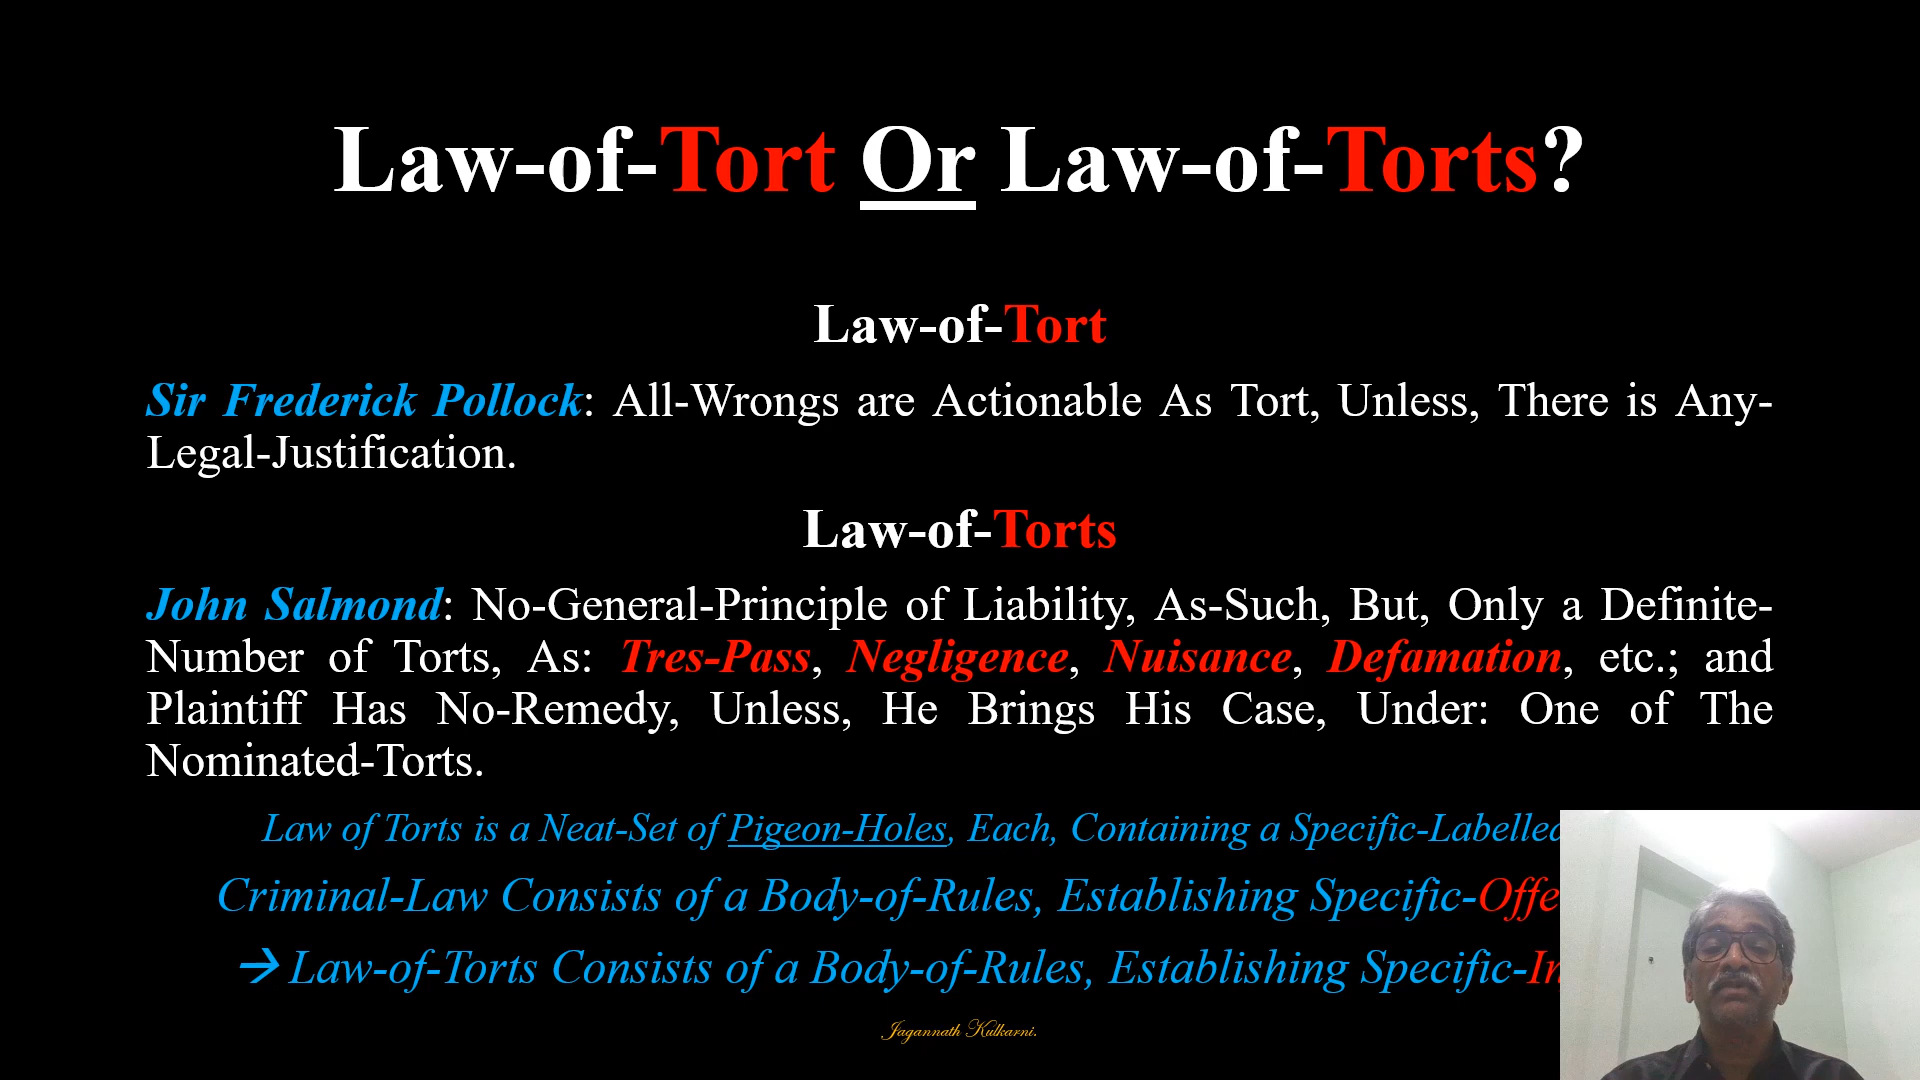 Law-of-Tort Or Law-of-Torts?
Law-of-Tort
Sir Frederick Pollock: All-Wrongs are Actionable As Tort, Unless, There is Any-
Legal-Justification.
Law-of-Torts
John Salmond: No-General-Principle of Liability, As-Such, But, Only a Definite-
Number of Torts, As: Tres-Pass, Negligence, Nuisance, Defamation, etc.; and
Plaintiff Has No-Remedy, Unless, He Brings His Case, Under: One of The
Nominated-Torts.
Law of Torts is a Neat-Set of Pigeon-Holes, Each, Containing a Specific-Labelled
Criminal-Law Consists of a Body-of-Rules, Establishing Specific-
→ Law-of-Torts Consists of a Body-of-Rules, Establishing Specific-
Jagannath Kulkarni.